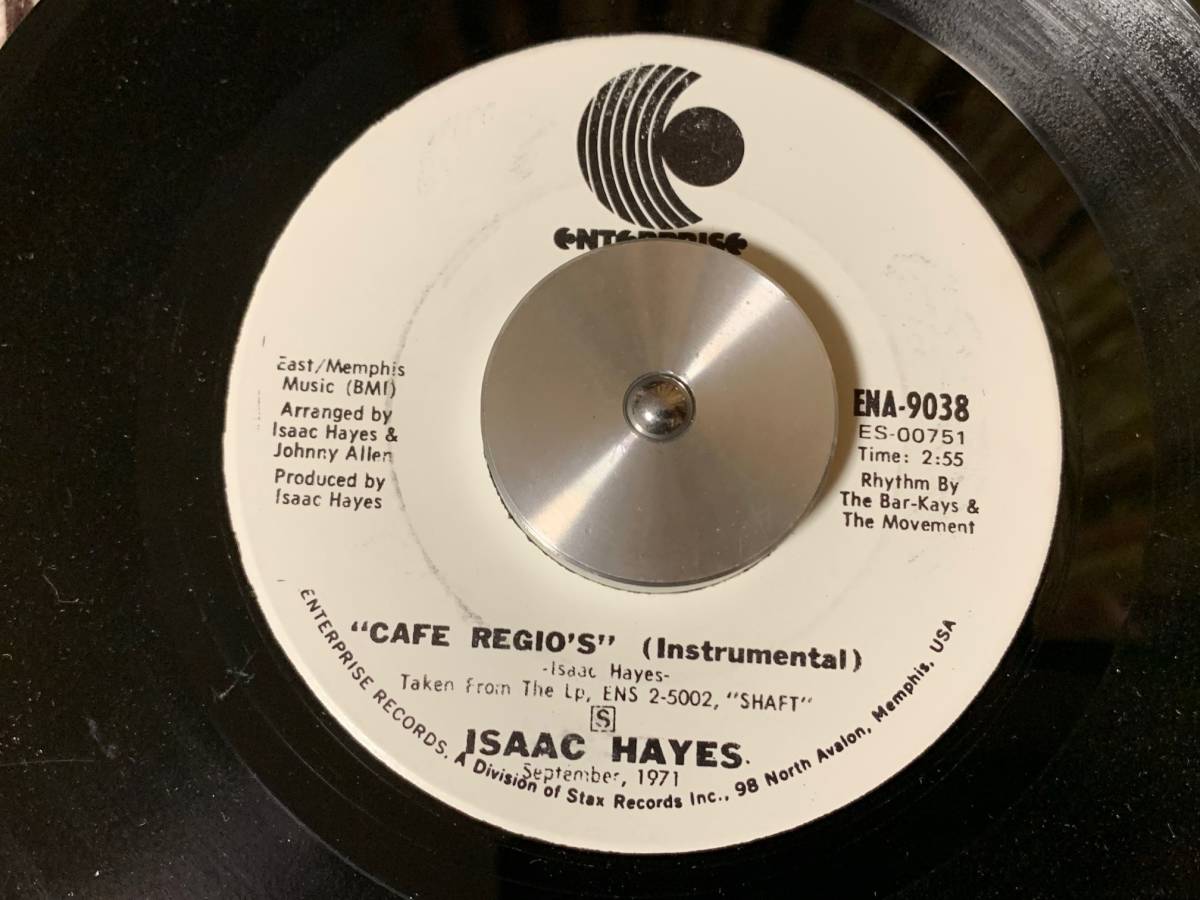 ENTERPRISE
East/Memphis
Music (BMI)
Arranged by
Isaac Hayes &
Johnny Allen
Produced by
Isaac Hayes
ENA-9038
ES-00751
Time: 2:55
Rhythm By
The Bar-Kays &
The Movement
"CAFE REGIO'S" (Instrumental)
-Isaac Hayes-
Taken From The Lp, ENS 2-5002, "SHAFT"
S
ISAAC HAYES.
September, 1971
ENTERPRISE RECORDS, A Division of Stax Records Inc., 98 North Avalon, Memphis, USA